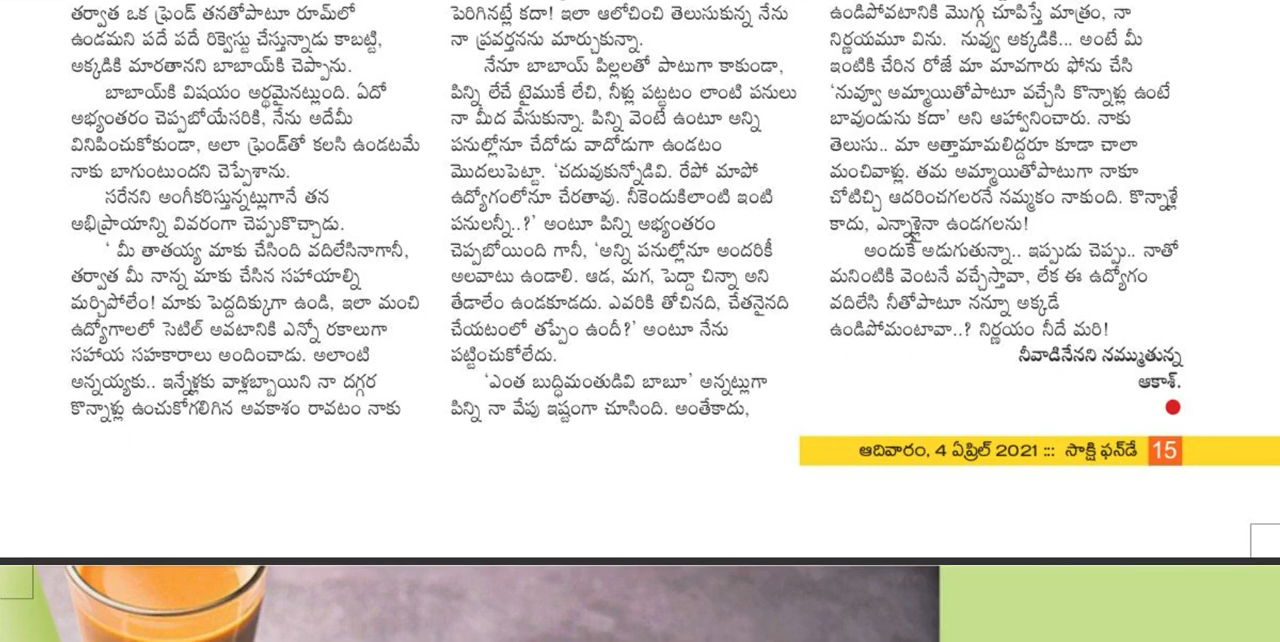 తర్వాత ఒక ఫ్రెండ్ తనతోపాటూ రూమ్‌లో
ఉండమని పదే పదే రిక్వెస్టు చేస్తున్నాడు కాబట్టి,
అక్కడికి మారతానని బాబాయ్‌కి చెప్పాను.
బాబాయ్‌కి విషయం అర్థమైనట్లుంది. ఏదో
అభ్యంతరం చెప్పబోయేసరికి, నేను అదేమీ
వినిపించుకోకుండా, అలా ఫ్రెండ్‌తో కలసి ఉండటమే
నాకు బాగుంటుందని చెప్పేశాను.
సరేనని అంగీకరిస్తున్నట్లుగానే తన
అభిప్రాయాన్ని వివరంగా చెప్పుకొచ్చాడు.
‘ మీ తాతయ్య మాకు చేసింది వదిలేసినాగానీ,
తర్వాత మీ నాన్న మాకు చేసిన సహాయాల్ని
మర్చిపోలేం! మాకు పెద్దదిక్కుగా ఉండి, ఇలా మంచి
ఉద్యోగాలలో సెటిల్ అవటానికి ఎన్నో రకాలుగా
సహాయ సహకారాలు అందించాడు. అలాంటి
అన్నయ్యకు.. ఇన్నేళ్లకు వాళ్లబ్బాయిని నా దగ్గర
కొన్నాళ్లు ఉంచుకోగలిగిన అవకాశం రావటం నాకు
పెరిగినట్లే కదా! ఇలా ఆలోచించి తెలుసుకున్న నేను
నా ప్రవర్తనను మార్చుకున్నా.
నేనూ బాబాయ్ పిల్లలతో పాటుగా కాకుండా,
పిన్ని లేచే టైముకే లేచి, నీళ్లు పట్టటం లాంటి పనులు
నా మీద వేసుకున్నా. పిన్ని వెంటే ఉంటూ అన్ని
పనుల్లోనూ చేదోడు వాదోడుగా ఉండటం
మొదలుపెట్టా. ‘చదువుకున్నోడివి. రేపో మాపో
ఉద్యోగంలోనూ చేరతావు. నీకెందుకిలాంటి ఇంటి
పనులన్నీ..?’ అంటూ పిన్ని అభ్యంతరం
చెప్పబోయింది గానీ, ‘అన్ని పనుల్లోనూ అందరికీ
అలవాటు ఉండాలి. ఆడ, మగ, పెద్దా చిన్నా అని
తేడాలేం ఉండకూడదు. ఎవరికి తోచినది, చేతనైనది
చేయటంలో తప్పేం ఉందీ?’ అంటూ నేను
పట్టించుకోలేదు.
‘ఎంత బుద్ధిమంతుడివి బాబూ’ అన్నట్లుగా
పిన్ని నా వేపు ఇష్టంగా చూసింది. అంతేకాదు,
ఉండిపోవటానికి మొగ్గు చూపిస్తే మాత్రం, నా
నిర్ణయమూ విను. నువ్వు అక్కడికి... అంటే మీ
ఇంటికి చేరిన రోజే మా మావగారు ఫోను చేసి
‘నువ్వూ అమ్మాయితోపాటూ వచ్చేసి కొన్నాళ్లు ఉంటే
బావుండును కదా’ అని ఆహ్వానించారు. నాకు
తెలుసు.. మా అత్తామామలిద్దరూ కూడా చాలా
మంచివాళ్లు. తమ అమ్మాయితోపాటుగా నాకూ
చోటిచ్చి ఆదరించగలరనే నమ్మకం నాకుంది. కొన్నాళ్లే
కాదు, ఎన్నాళ్లైనా ఉండగలను!
అందుకే అడుగుతున్నా.. ఇప్పుడు చెప్పు.. నాతో
మనింటికి వెంటనే వచ్చేస్తావా, లేక ఈ ఉద్యోగం
వదిలేసి నీతోపాటూ నన్నూ అక్కడే
ఉండిపోమంటావా..? నిర్ణయం నీదే మరి!
నీవాడినేనని నమ్ముతున్న
ఆకాశ్.
ఆదివారం, 4 ఏప్రిల్ 2021 ::: సాక్షి ఫన్‌డే 15